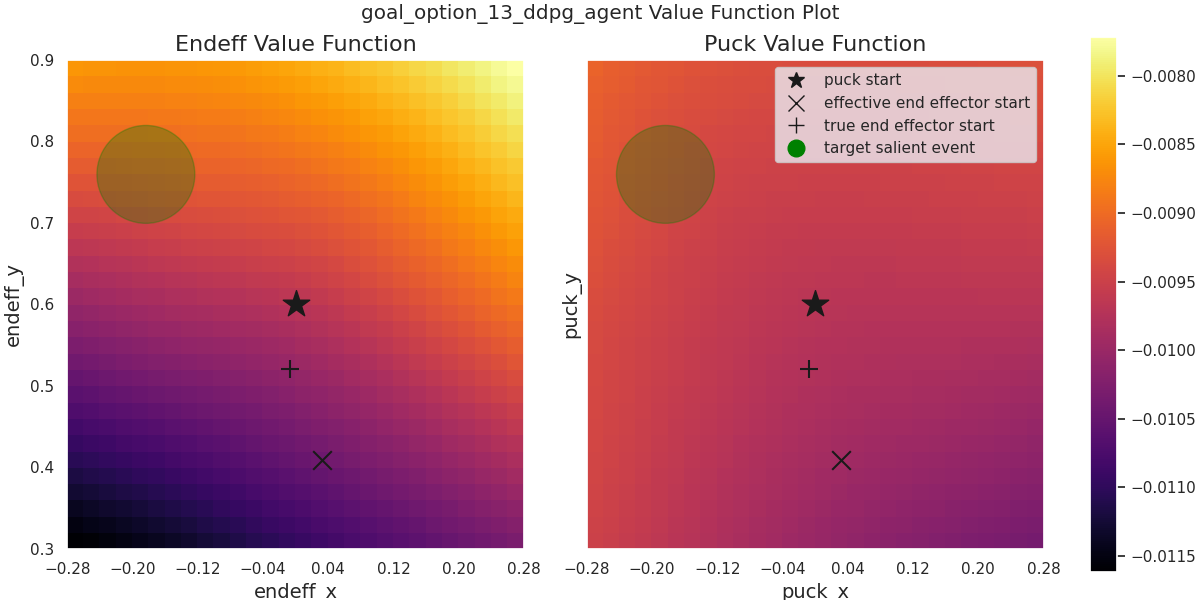 goal_option_13_ddpg_agent Value Function Plot
Endeff Value Function
Puck Value Function
puck start
effective end effector start
true end effector start
target salient event
0.9
0.8
0.7
0.6
0.5
0.4
0.3
endeff_y
puck_y
−0.28 −0.20 −0.12 −0.04 0.04 0.12 0.20 0.28
−0.28 −0.20 −0.12 −0.04 0.04 0.12 0.20 0.28
endeff_x
puck_x
−0.0080
−0.0085
−0.0090
−0.0095
−0.0100
−0.0105
−0.0110
−0.0115